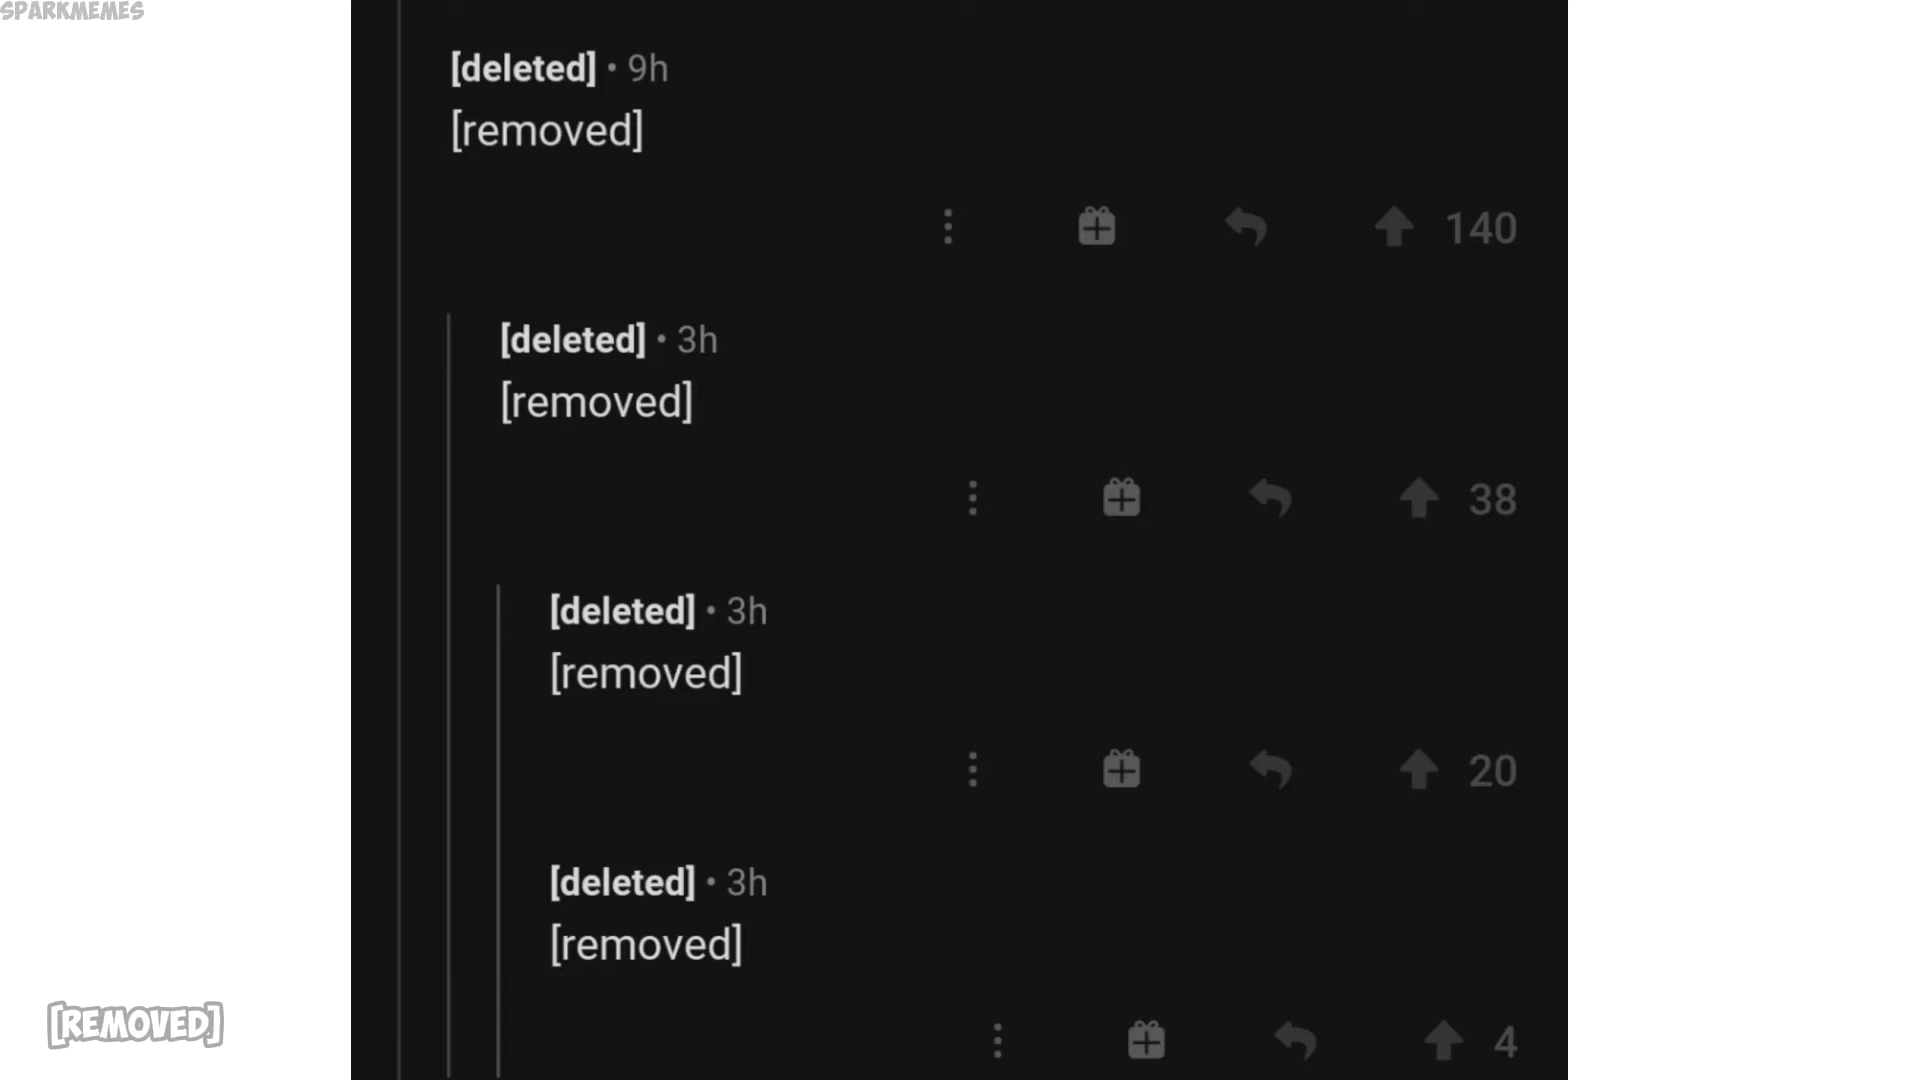 SPARKMEMES
[deleted] • 9h
[removed]
140
[deleted] • 3h
[removed]
38
[deleted] • 3h
[removed]
20
[deleted] • 3h
[removed]
4
[REMOVED]